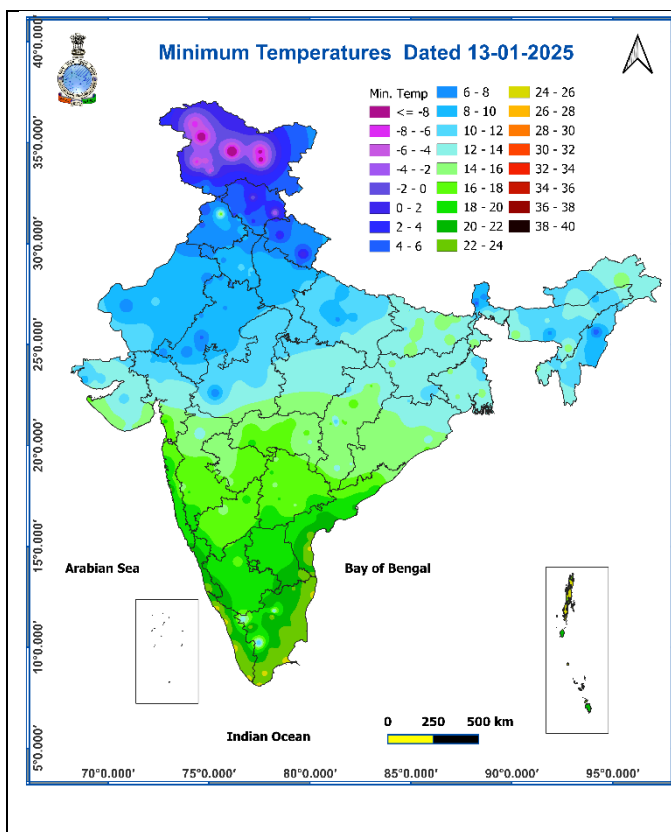 Minimum Temperatures Dated 13-01-2025
Min. Temp
<= -8
-8 - -6
-6 - -4
-4 - -2
-2 - 0
0 - 2
2 - 4
4 - 6
6 - 8
8 - 10
10 - 12
12 - 14
14 - 16
16 - 18
18 - 20
20 - 22
22 - 24
24 - 26
26 - 28
28 - 30
30 - 32
32 - 34
34 - 36
36 - 38
38 - 40
40°0.000'
35°0.000'
30°0.000'
25°0.000'
20°0.000'
15°0.000'
10°0.000'
5°0.000'
Arabian Sea
Bay of Bengal
Indian Ocean
0 250 500 km
70°0.000' 75°0.000' 80°0.000' 85°0.000' 90°0.000' 95°0.000'